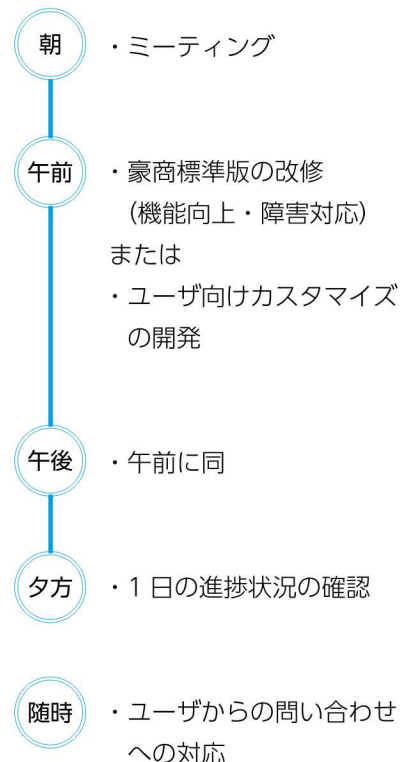 朝
・ミーティング
午前
・豪商標準版の改修
（機能向上・障害対応）
または
・ユーザ向けカスタマイズ
の開発
午後
・午前に同
夕方
・1 日の進捗状況の確認
随時
・ユーザからの問い合わせ
への対応